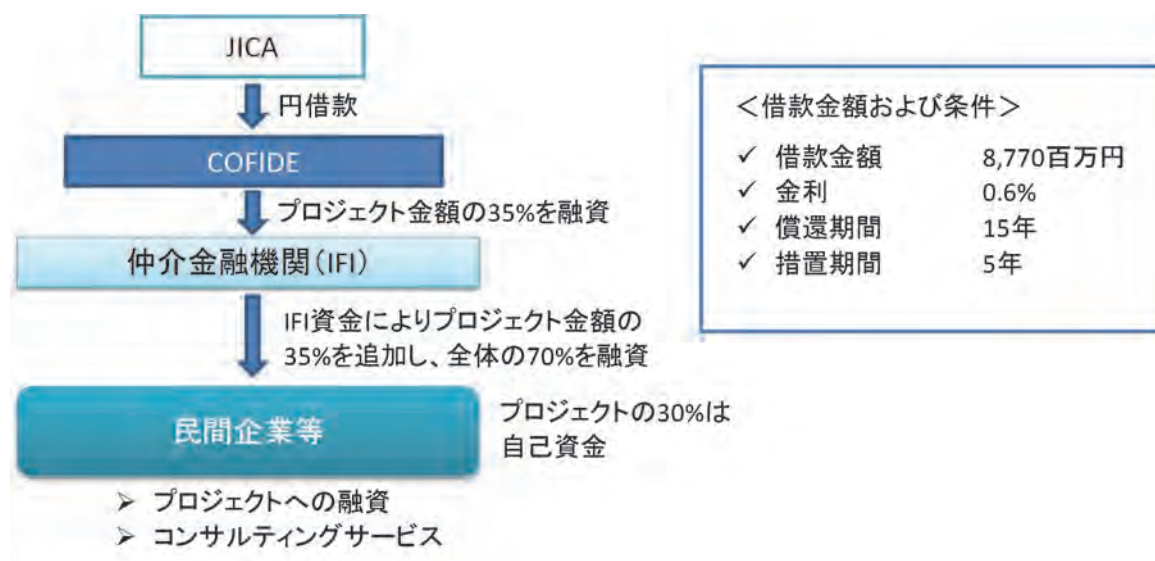 JICA
円借款
COFIDE
プロジェクト金額の35%を融資
仲介金融機関(IFI)
IFI資金によりプロジェクト金額の
35%を追加し、全体の70%を融資
民間企業等
プロジェクトの30%は
自己資金
➢ プロジェクトへの融資
➢ コンサルティングサービス
<借款金額および条件>
✓ 借款金額 8,770百万円
✓ 金利 0.6%
✓ 償還期間 15年
✓ 措置期間 5年